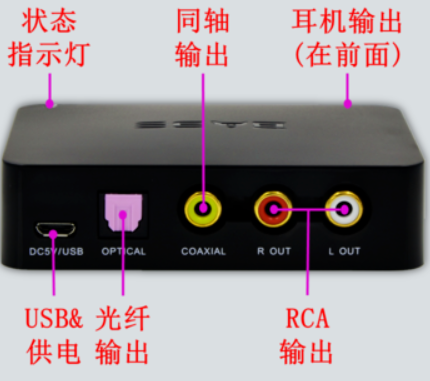 状态
指示灯
同轴
输出
耳机输出
(在前面)
DC5V/USB
OPTICAL
COAXIAL
R OUT
L OUT
USB&
供电
光纤
输出
RCA
输出